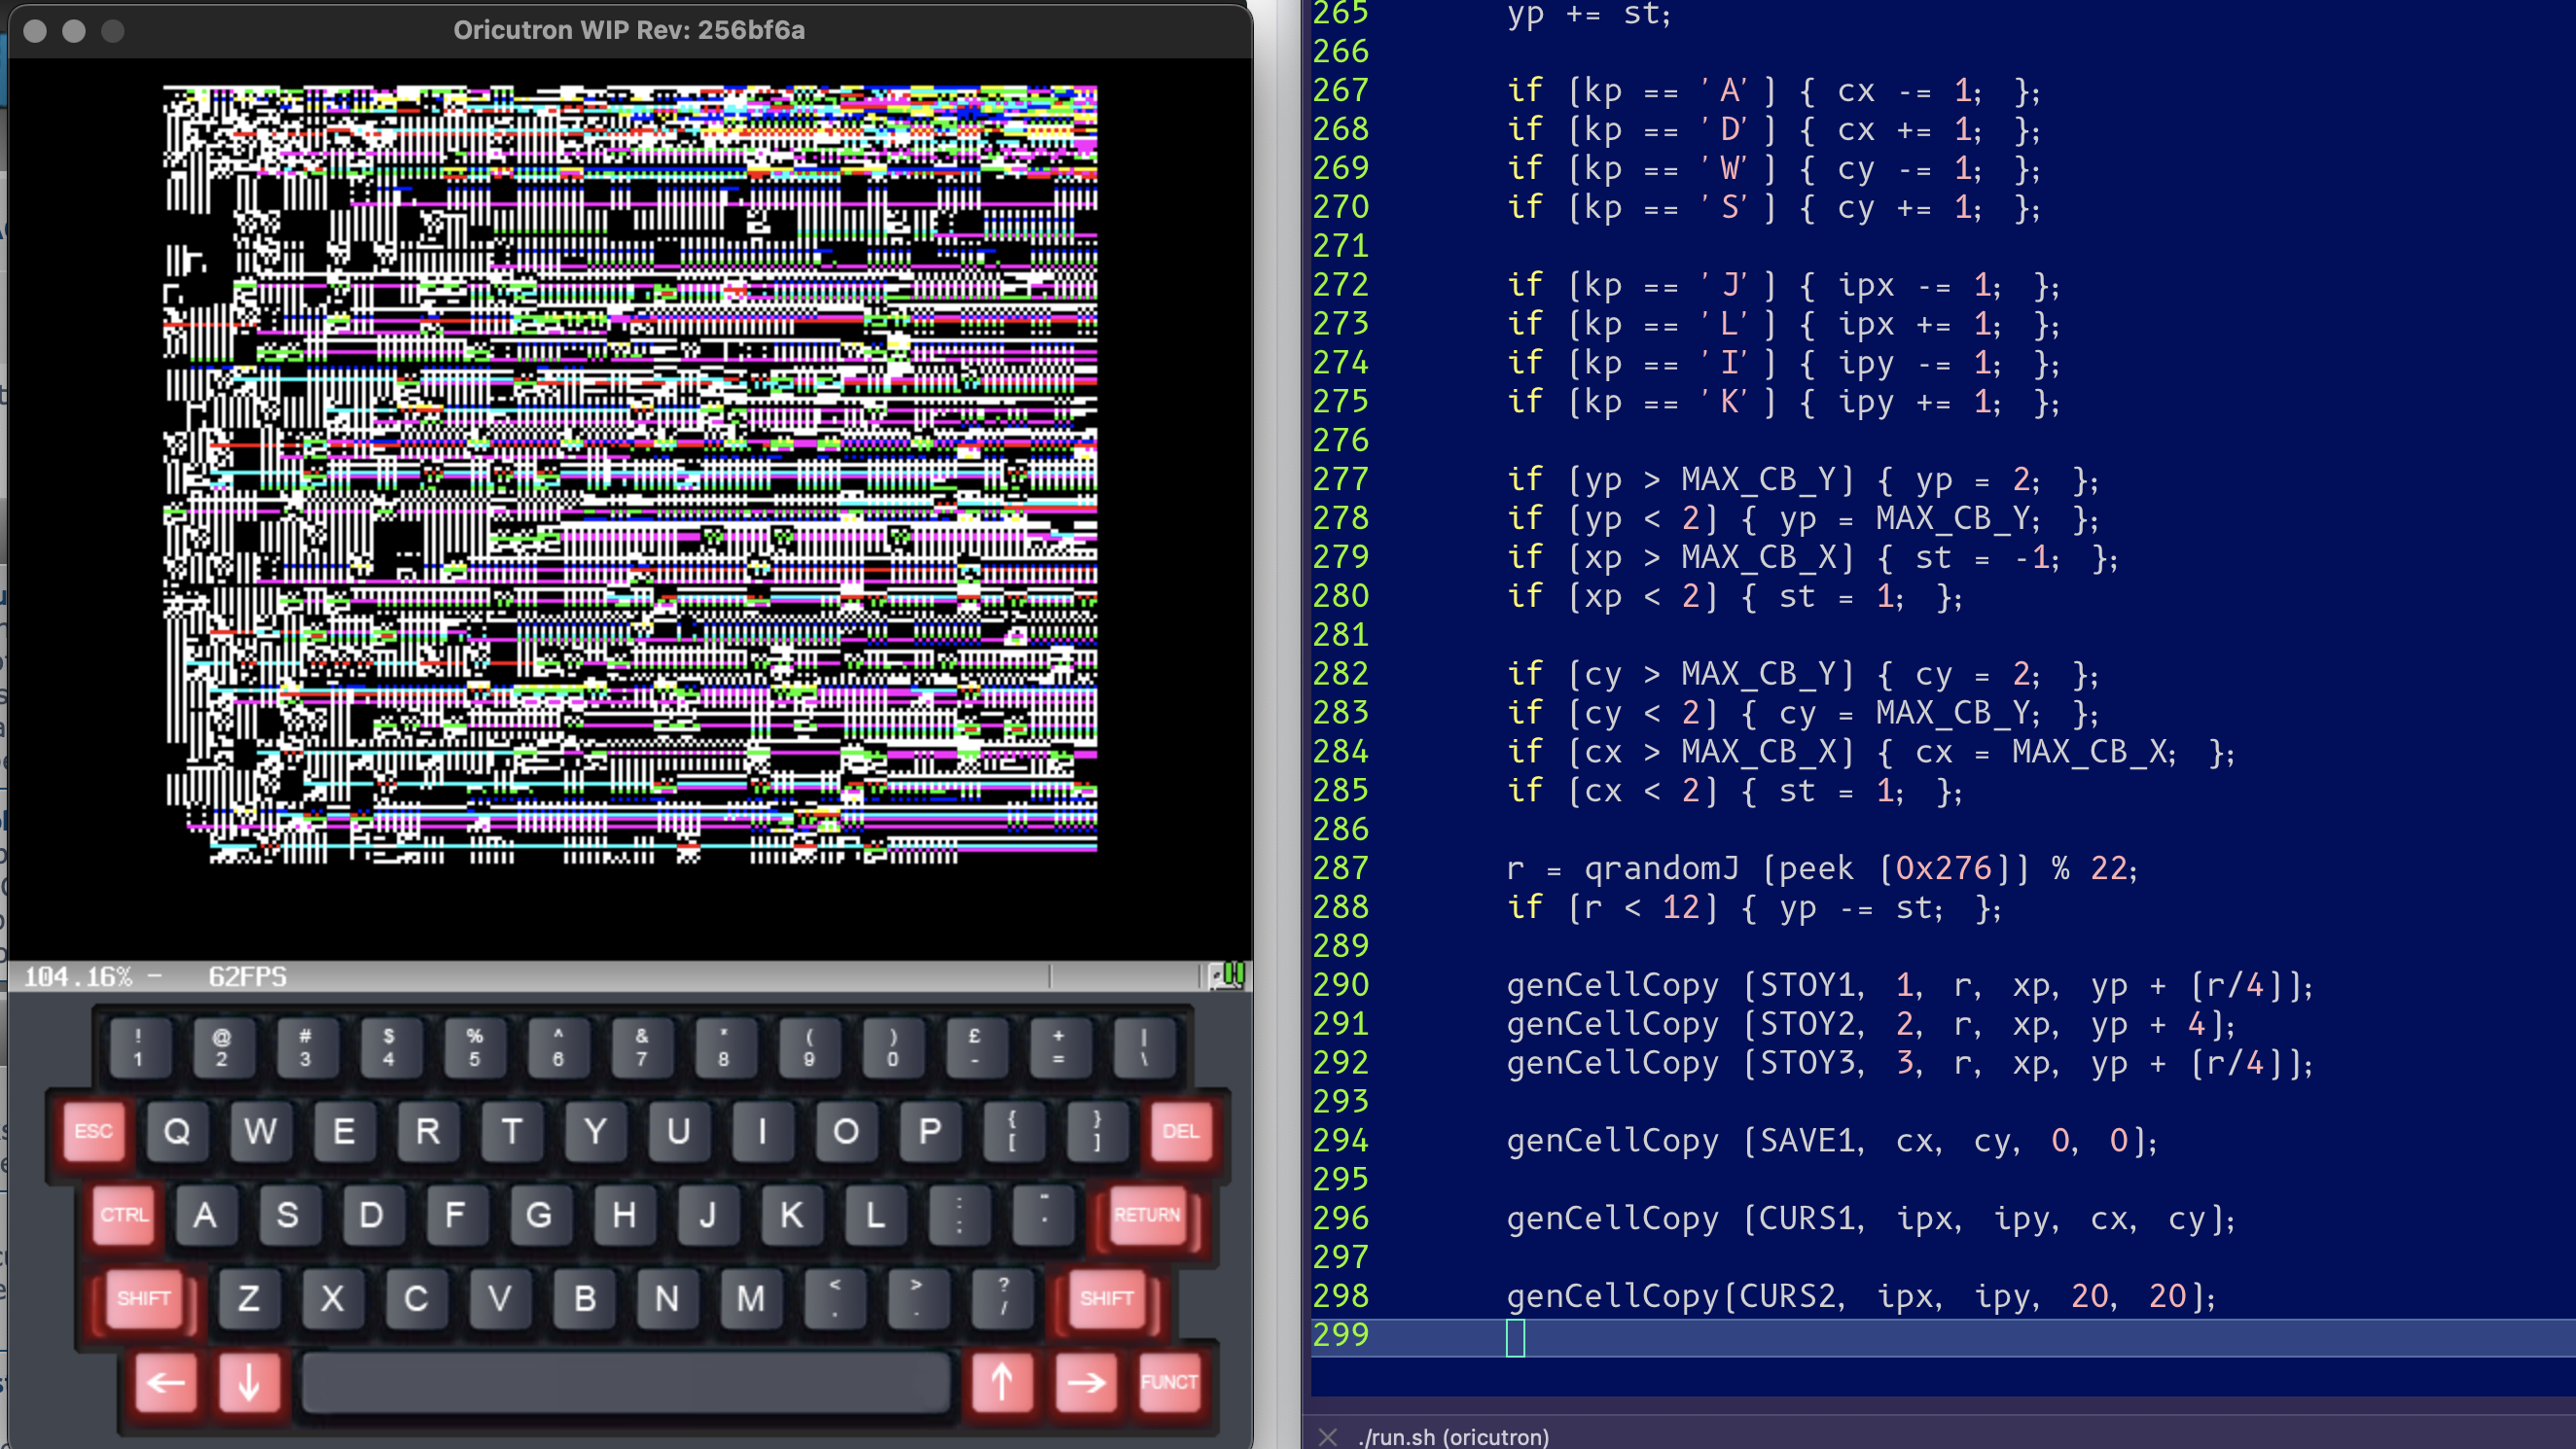 Oricutron WIP Rev: 256bf6a
104.16% - 62FPS
! @ # $ % ^ & * ( ) £ + |
1 2 3 4 5 6 7 8 9 0 - = \
ESC Q W E R T Y U I O P { [ } ] DEL
CTRL A S D F G H J K L : ; " ' RETURN
SHIFT Z X C V B N M < , > . ? / SHIFT
← ↓ ↑ → FUNCT
265 yp += st;
266
267 if [kp == 'A'] { cx -= 1; };
268 if [kp == 'D'] { cx += 1; };
269 if [kp == 'W'] { cy -= 1; };
270 if [kp == 'S'] { cy += 1; };
271
272 if [kp == 'J'] { ipx -= 1; };
273 if [kp == 'L'] { ipx += 1; };
274 if [kp == 'I'] { ipy -= 1; };
275 if [kp == 'K'] { ipy += 1; };
276
277 if [yp > MAX_CB_Y] { yp = 2; };
278 if [yp < 2] { yp = MAX_CB_Y; };
279 if [xp > MAX_CB_X] { st = -1; };
280 if [xp < 2] { st = 1; };
281
282 if [cy > MAX_CB_Y] { cy = 2; };
283 if [cy < 2] { cy = MAX_CB_Y; };
284 if [cx > MAX_CB_X] { cx = MAX_CB_X; };
285 if [cx < 2] { st = 1; };
286
287 r = qrandomJ [peek [0x276]] % 22;
288 if [r < 12] { yp -= st; };
289
290 genCellCopy [STOY1, 1, r, xp, yp + [r/4]];
291 genCellCopy [STOY2, 2, r, xp, yp + 4];
292 genCellCopy [STOY3, 3, r, xp, yp + [r/4]];
293
294 genCellCopy [SAVE1, cx, cy, 0, 0];
295
296 genCellCopy [CURS1, ipx, ipy, cx, cy];
297
298 genCellCopy[CURS2, ipx, ipy, 20, 20];
299
./run.sh (oricutron)